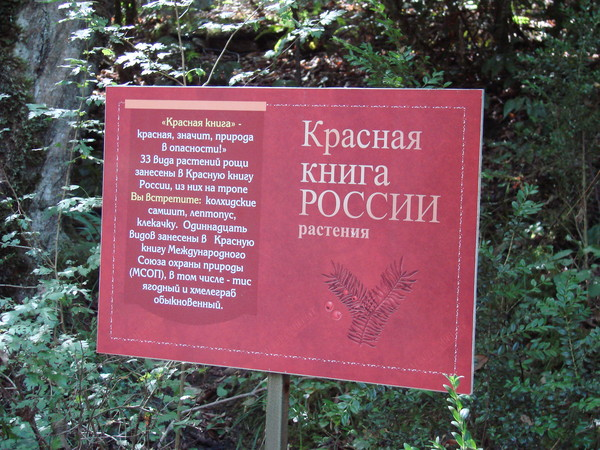 «Красная книга» -
красная, значит, природа
в опасности!»
33 вида растений рощи
занесены в Красную книгу
России, из них на тропе
Вы встретите: колхидские
самшит, лептопус,
клекачку. Одиннадцать
видов занесены в Красную
книгу Международного
Союза охраны природы
(МСОП), в том числе - тис
ягодный и хмелеграб
обыкновенный.
Красная
книга
РОССИИ
растения